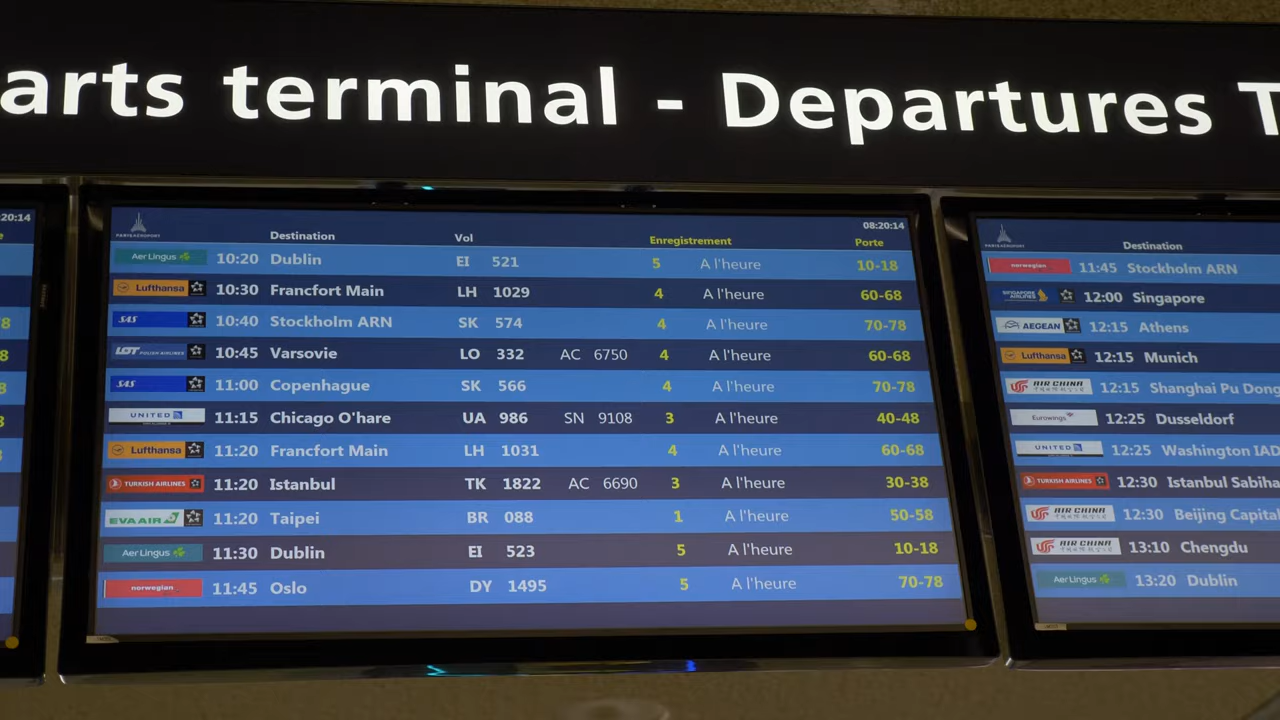 arts terminal - Departures T
:20:14
08:20:14
Destination Vol Enregistrement Porte
Aer Lingus 10:20 Dublin EI 521 5 A l'heure 10-18
Lufthansa 10:30 Francfort Main LH 1029 4 A l'heure 60-68
SAS 10:40 Stockholm ARN SK 574 4 A l'heure 70-78
LOT POLISH AIRLINES 10:45 Varsovie LO 332 AC 6750 4 A l'heure 60-68
SAS 11:00 Copenhague SK 566 4 A l'heure 70-78
UNITED 11:15 Chicago O'hare UA 986 SN 9108 3 A l'heure 40-48
Lufthansa 11:20 Francfort Main LH 1031 4 A l'heure 60-68
TURKISH AIRLINES 11:20 Istanbul TK 1822 AC 6690 3 A l'heure 30-38
EVA AIR 11:20 Taipei BR 088 1 A l'heure 50-58
Aer Lingus 11:30 Dublin EI 523 5 A l'heure 10-18
norwegian 11:45 Oslo DY 1495 5 A l'heure 70-78
Destination
norwegian 11:45 Stockholm ARN
SINGAPORE AIRLINES 12:00 Singapore
AEGEAN 12:15 Athens
Lufthansa 12:15 Munich
AIR CHINA 12:15 Shanghai Pu Dong
Eurowings 12:25 Dusseldorf
UNITED 12:25 Washington IAD
TURKISH AIRLINES 12:30 Istanbul Sabiha
AIR CHINA 12:30 Beijing Capital
AIR CHINA 13:10 Chengdu
Aer Lingus 13:20 Dublin